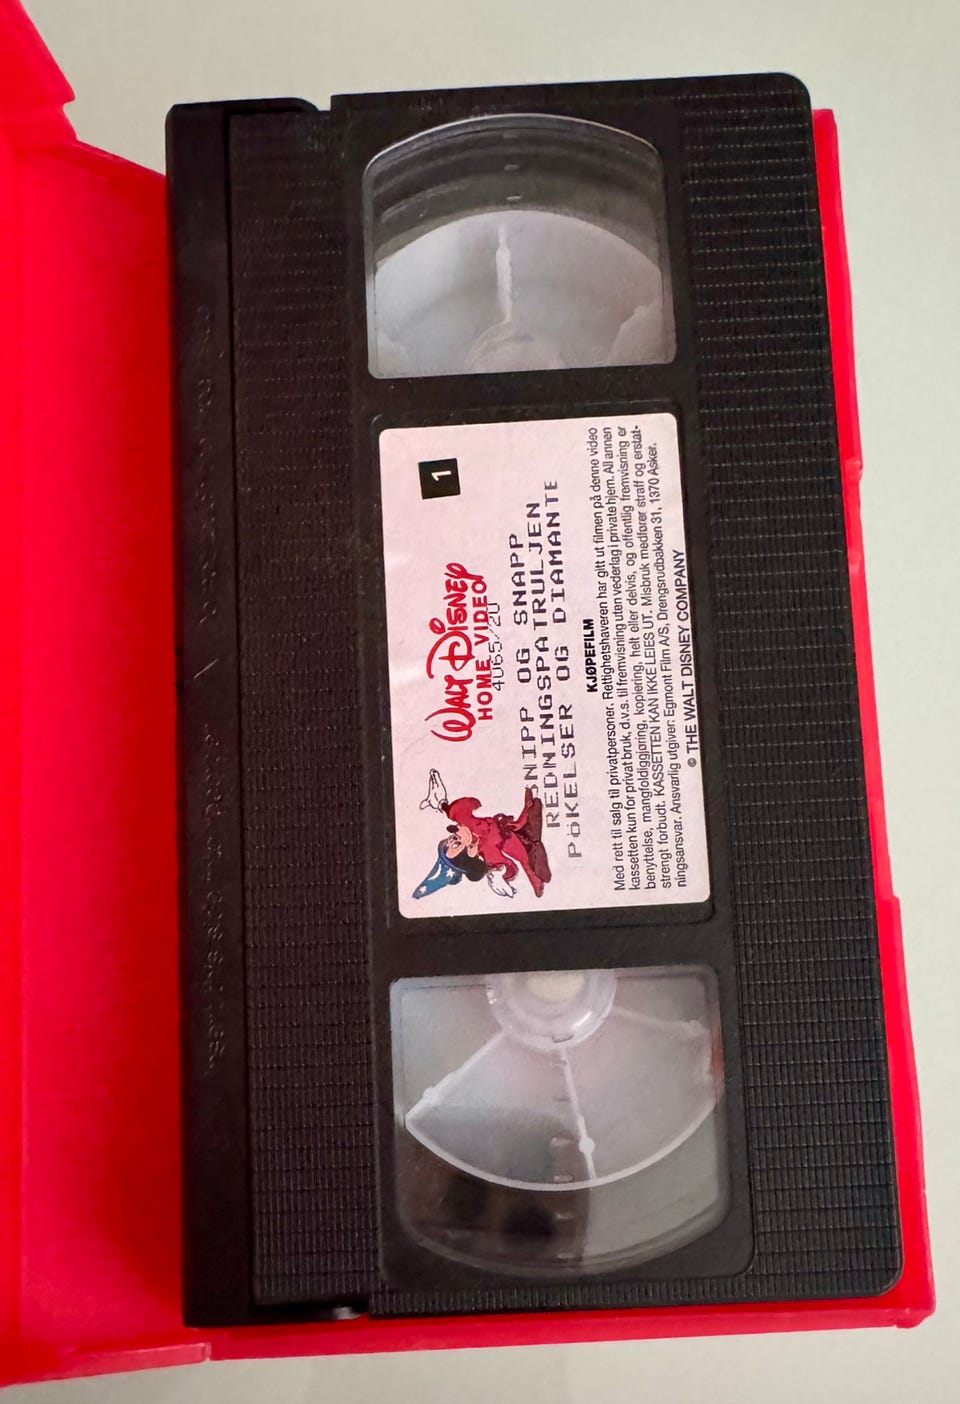 1
WALT DISNEY
HOME VIDEO
4065/20
SNIPP OG SNAPP
REDNINGSPATRULJEN
PØKELSER OG DIAMANTE
KJØPEFILM
Med rett til salg til privatpersoner. Rettighetshaveren har gitt ut filmen på denne video
kassetten kun for privat bruk, d.v.s. til fremvisning uten vederlag i private hjem. All annen
benyttelse, mangfoldiggjøring, kopiering, helt eller delvis, og offentlig fremvisning er
strengt forbudt. KASSETTEN KAN IKKE LEIES UT. Misbruk medfører straff og erstat-
ningsansvar. Ansvarlig utgiver: Egmont Film A/S, Drengsrudbakken 31, 1370 Asker.
© THE WALT DISNEY COMPANY